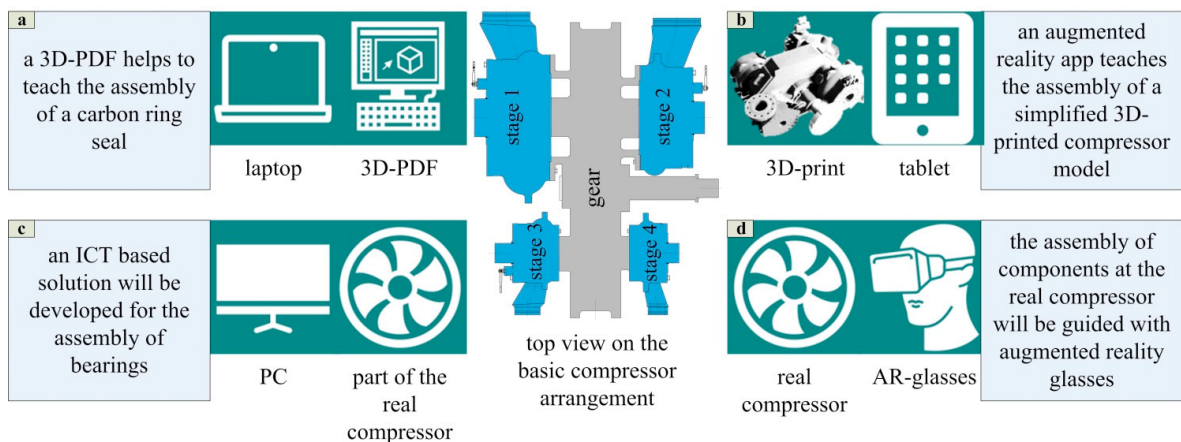 a
a 3D-PDF helps to
teach the assembly
of a carbon ring
seal
laptop
3D-PDF
stage 1
stage 2
gear
stage 3
stage 4
top view on the
basic compressor
arrangement
b
3D-print
tablet
an augmented
reality app teaches
the assembly of a
simplified 3D-
printed compressor
model
c
an ICT based
solution will be
developed for the
assembly of
bearings
PC
part of the
real
compressor
d
real
compressor
AR-glasses
the assembly of
components at the
real compressor
will be guided with
augmented reality
glasses